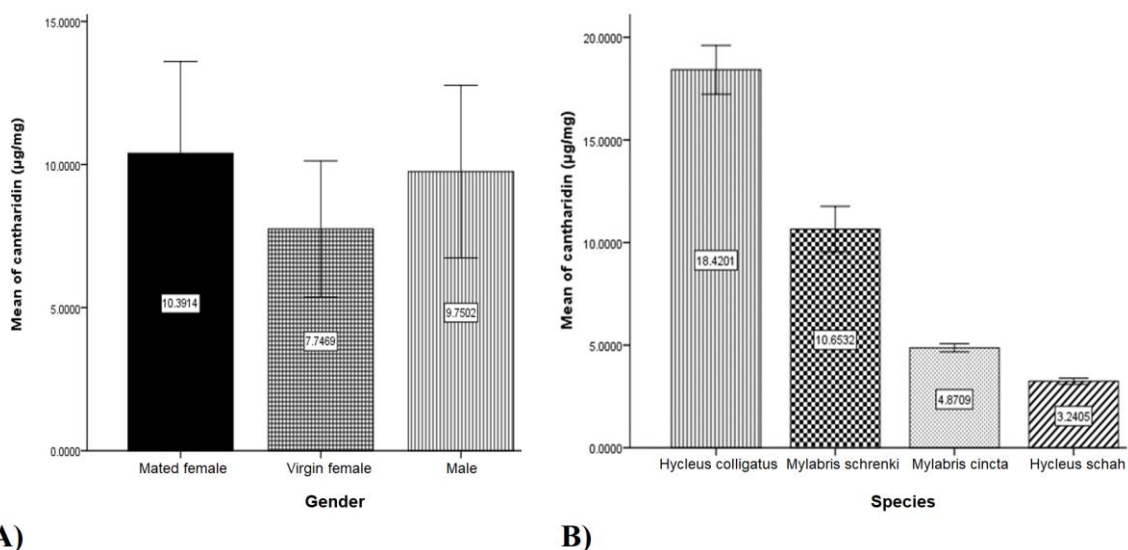 15.0000
10.0000
5.0000
0.0000
Mean of cantharidin (µg/mg)
10.3914
7.7469
9.7502
Mated female
Virgin female
Male
Gender
A)
20.0000
15.0000
10.0000
5.0000
0.0000
Mean of cantharidin (µg/mg)
18.4201
10.6532
4.8709
3.2405
Hycleus colligatus
Mylabris schrenki
Mylabris cincta
Hycleus schah
Species
B)